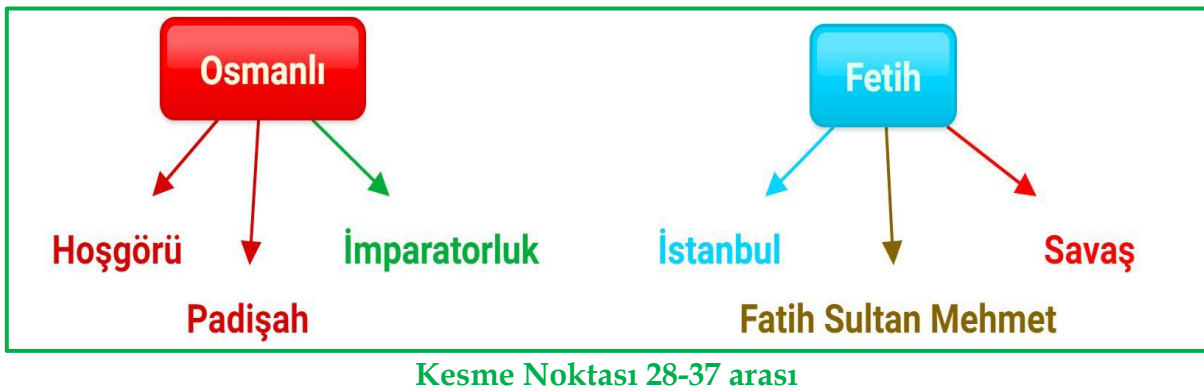 Osmanlı
Fetih
Hoşgörü
İmparatorluk
İstanbul
Savaş
Padişah
Fatih Sultan Mehmet
Kesme Noktası 28-37 arası